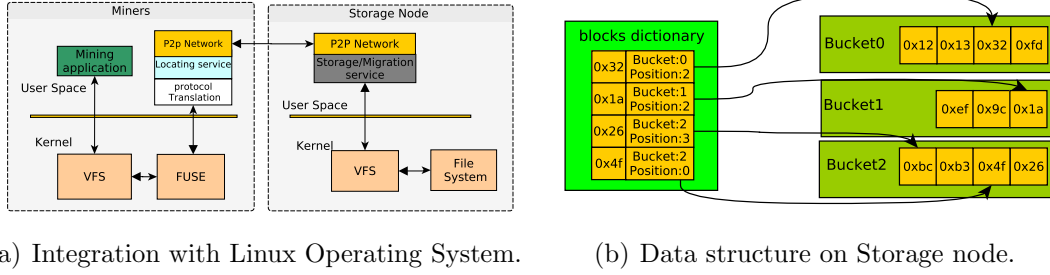 Miners
Mining
application
P2p Network
Locating service
protocol
Translation
User Space
Kernel
VFS
FUSE
Storage Node
P2P Network
Storage/Migration
service
User Space
Kernel
VFS
File
System
a) Integration with Linux Operating System.
blocks dictionary
0x32 Bucket:0 Position:2
0x1a Bucket:1 Position:2
0x26 Bucket:2 Position:3
0x4f Bucket:2 Position:0
Bucket0 0x12 0x13 0x32 0xfd
Bucket1 0xef 0x9c 0x1a
Bucket2 0xbc 0xb3 0x4f 0x26
(b) Data structure on Storage node.